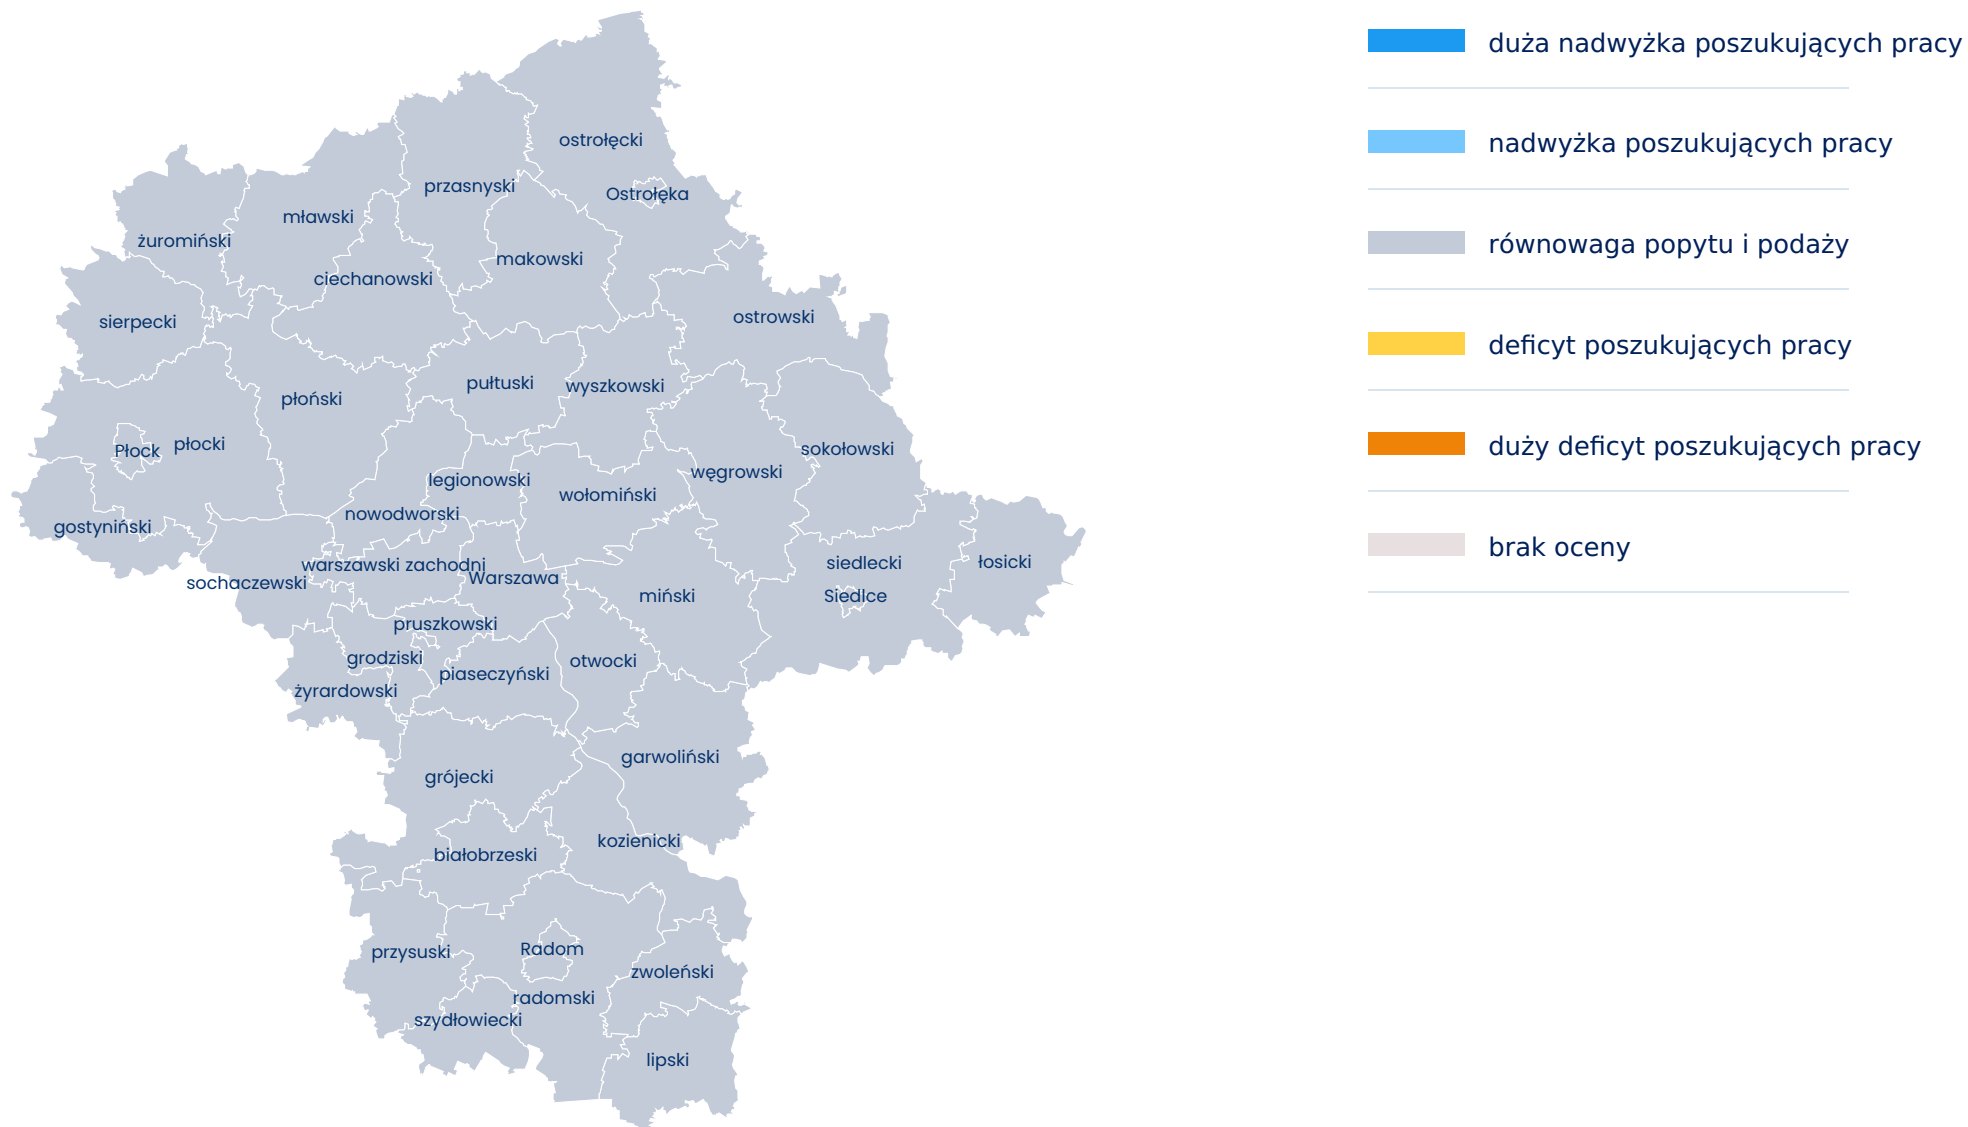 ostrołęcki
przasnyski
Ostrołęka
mławski
żuromiński
makowski
ciechanowski
ostrowski
sierpecki
pułtuski
wyszkowski
płoński
płocki
Płock
sokołowski
węgrowski
legionowski
wołomiński
nowodworski
gostyniński
siedlecki
łosicki
warszawski zachodni
Warszawa
sochaczewski
Siedlce
miński
pruszkowski
grodziski
otwocki
piaseczyński
żyrardowski
garwoliński
grójecki
kozienicki
białobrzeski
Radom
przysuski
zwoleński
radomski
szydłowiecki
lipski
duża nadwyżka poszukujących pracy
nadwyżka poszukujących pracy
równowaga popytu i podaży
deficyt poszukujących pracy
duży deficyt poszukujących pracy
brak oceny